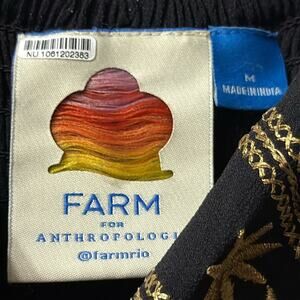 NU 1061202383
M
MADE IN INDIA
FARM
FOR
ANTHROPOLOGI
@farmrio